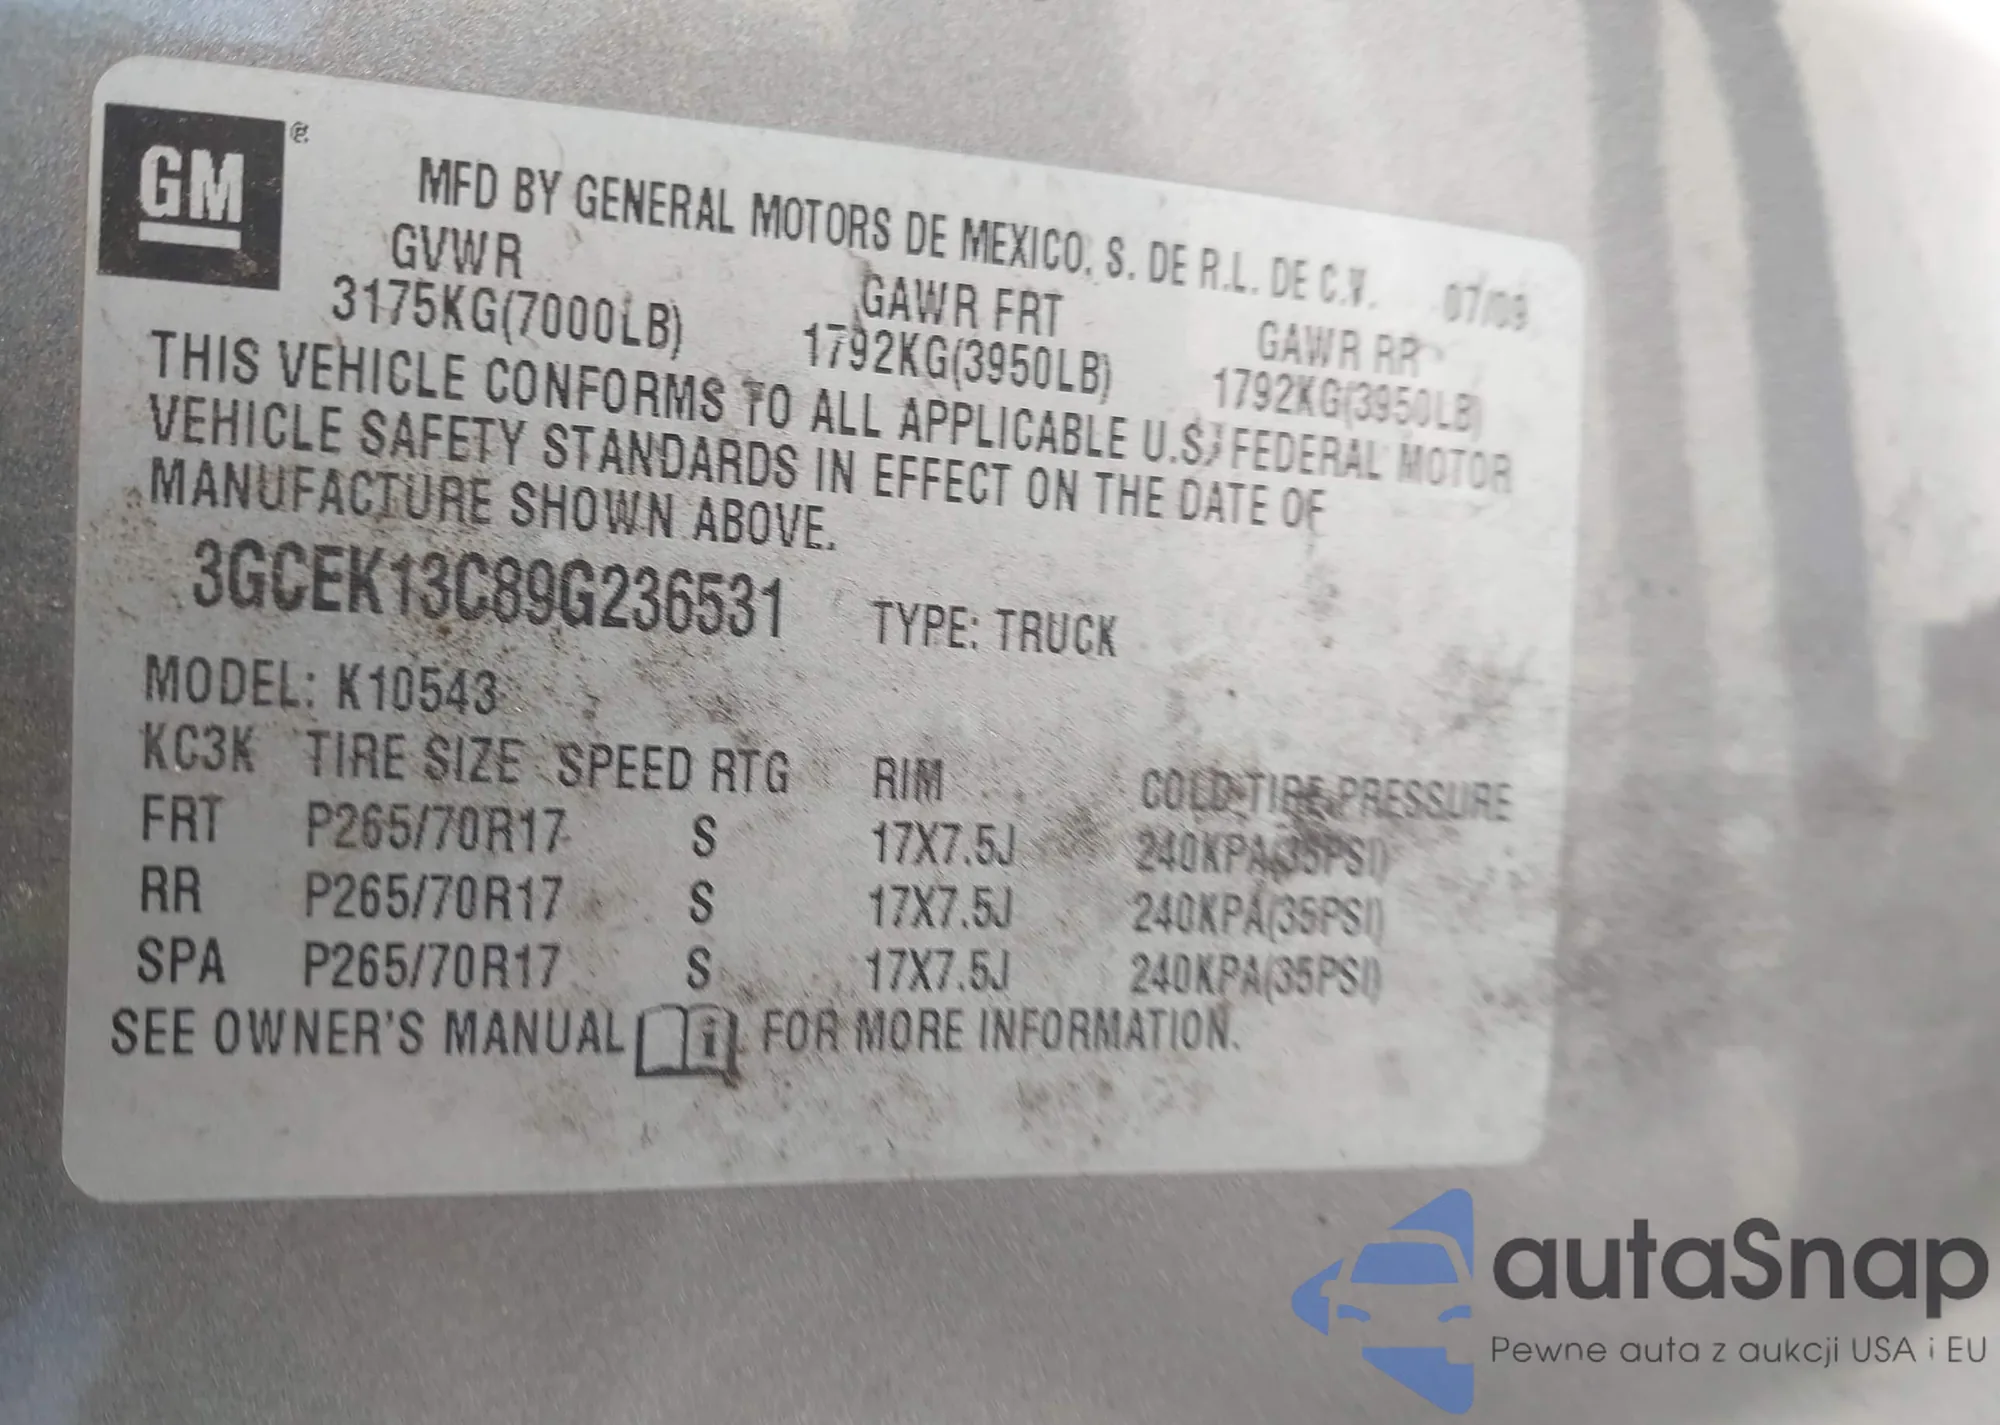 GM ®
MFD BY GENERAL MOTORS DE MEXICO, S. DE R.L. DE C.V. 07/09
GVWR GAWR FRT GAWR RR
3175KG(7000LB) 1792KG(3950LB) 1792KG(3950LB)
THIS VEHICLE CONFORMS TO ALL APPLICABLE U.S. FEDERAL MOTOR
VEHICLE SAFETY STANDARDS IN EFFECT ON THE DATE OF
MANUFACTURE SHOWN ABOVE.
3GCEK13C89G236531 TYPE: TRUCK
MODEL: K10543
KC3K TIRE SIZE SPEED RTG RIM COLD TIRE PRESSURE
FRT P265/70R17 S 17X7.5J 240KPA(35PSI)
RR P265/70R17 S 17X7.5J 240KPA(35PSI)
SPA P265/70R17 S 17X7.5J 240KPA(35PSI)
SEE OWNER'S MANUAL i FOR MORE INFORMATION.
autaSnap
Pewne auta z aukcji USA i EU